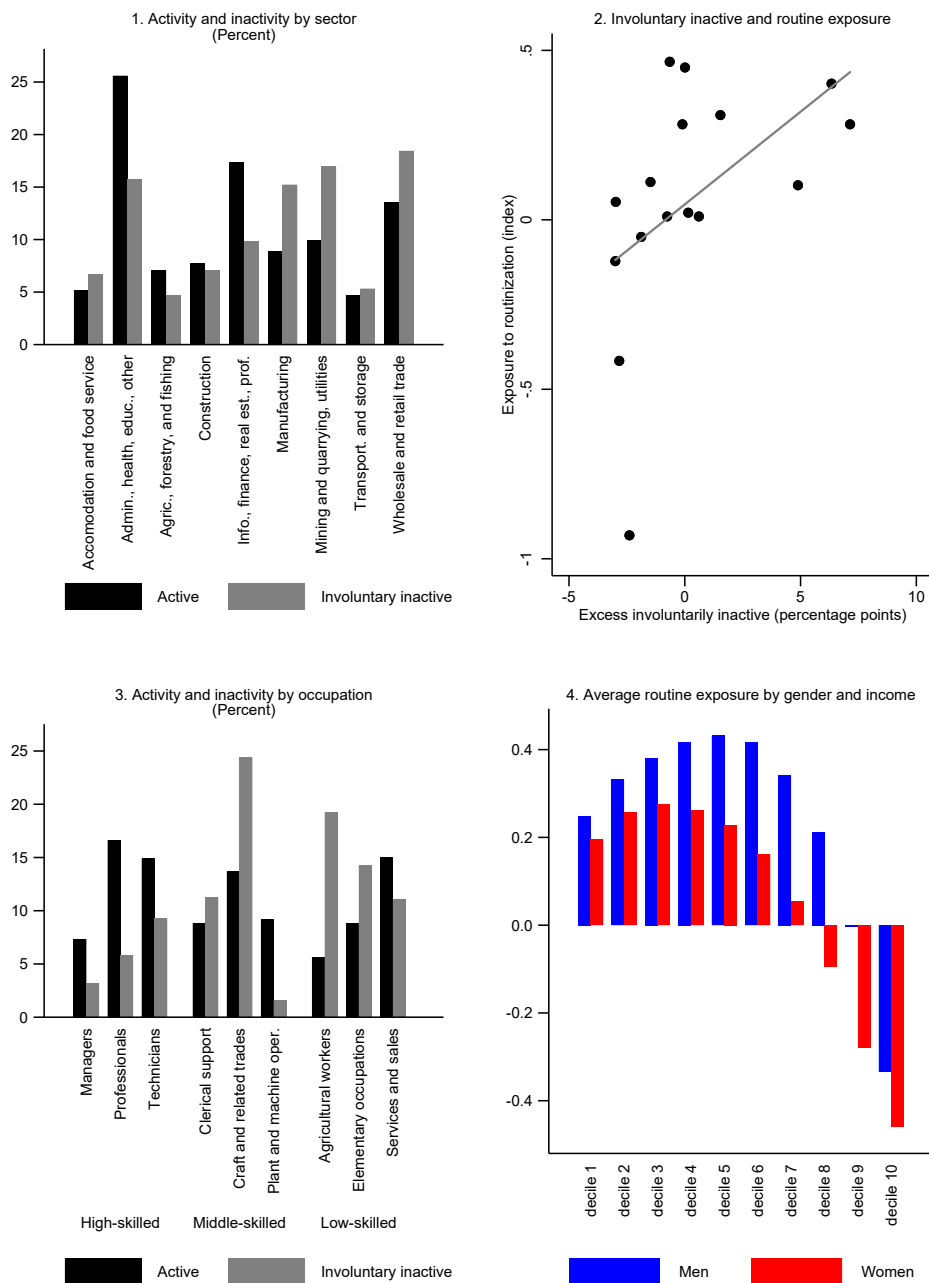 1. Activity and inactivity by sector
(Percent)
25
20
15
10
5
0
Accomodation and food service
Admin., health, educ., other
Agric., forestry, and fishing
Construction
Info., finance, real est., prof.
Manufacturing
Mining and quarrying, utilities
Transport. and storage
Wholesale and retail trade
Active
Involuntary inactive
2. Involuntary inactive and routine exposure
Exposure to routinization (index)
.5
0
-.5
-1
-5
0
5
10
Excess involuntarily inactive (percentage points)
3. Activity and inactivity by occupation
(Percent)
25
20
15
10
5
0
Managers
Professionals
Technicians
Clerical support
Craft and related trades
Plant and machine oper.
Agricultural workers
Elementary occupations
Services and sales
High-skilled
Middle-skilled
Low-skilled
Active
Involuntary inactive
4. Average routine exposure by gender and income
0.4
0.2
0.0
-0.2
-0.4
decile 1
decile 2
decile 3
decile 4
decile 5
decile 6
decile 7
decile 8
decile 9
decile 10
Men
Women